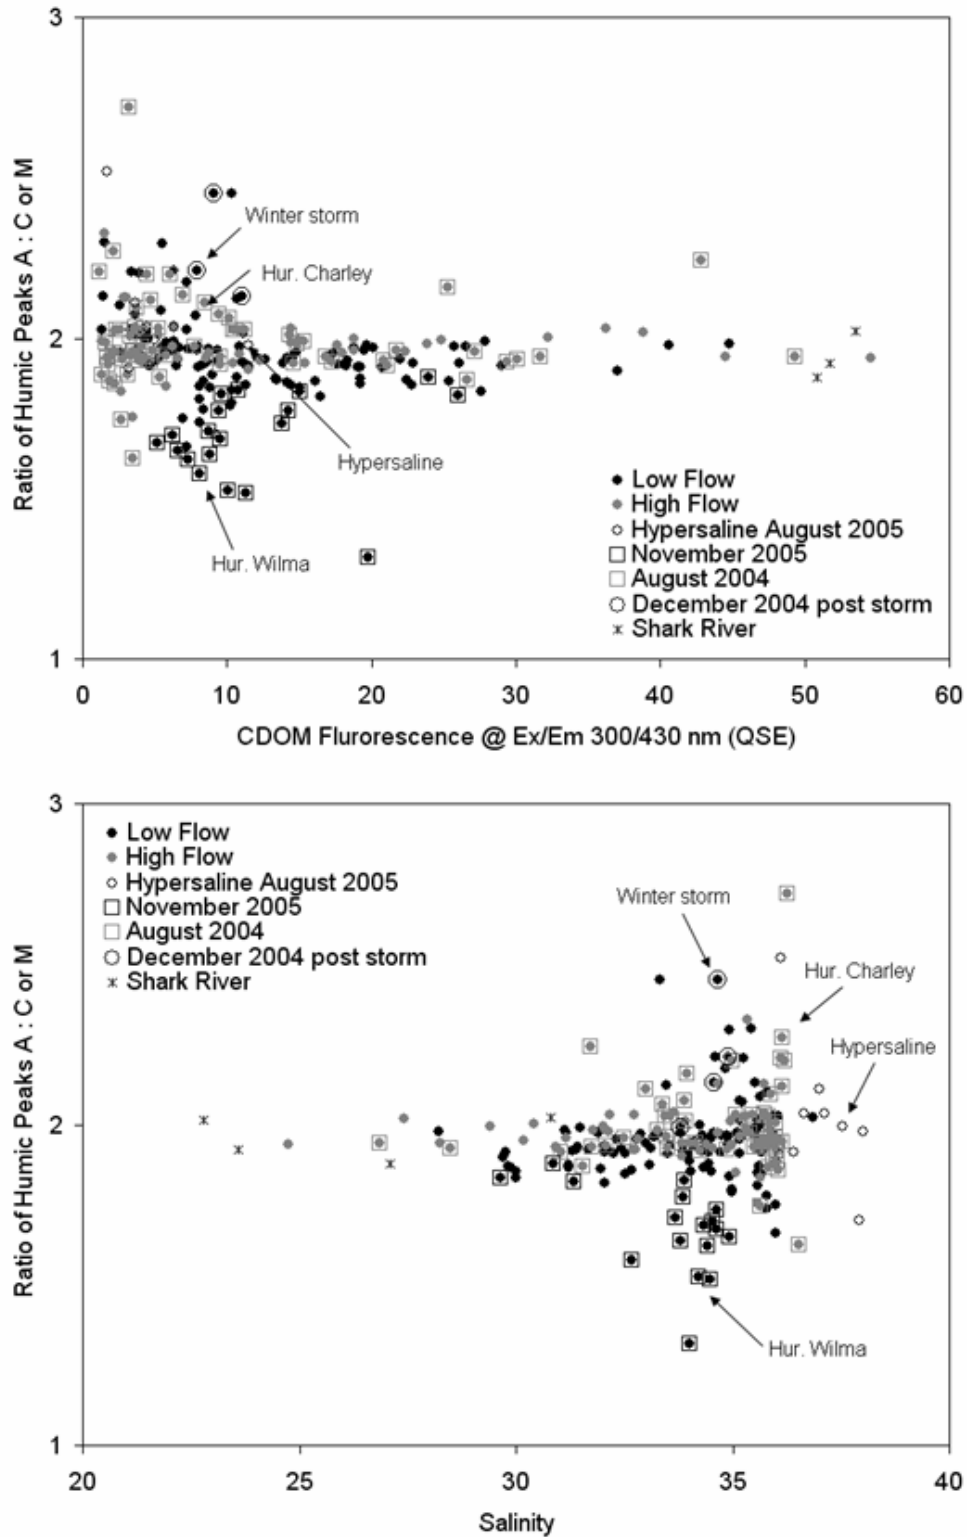 3
Ratio of Humic Peaks A : C or M
Winter storm
Hur. Charley
2
Hypersaline
Low Flow
High Flow
Hypersaline August 2005
Hur. Wilma
November 2005
August 2004
December 2004 post storm
Shark River
1
0 10 20 30 40 50 60
CDOM Flurorescence @ Ex/Em 300/430 nm (QSE)
3
Low Flow
High Flow
Hypersaline August 2005
November 2005
August 2004
December 2004 post storm
Shark River
Winter storm
Hur. Charley
Hypersaline
2
Ratio of Humic Peaks A : C or M
Hur. Wilma
1
20 25 30 35 40
Salinity